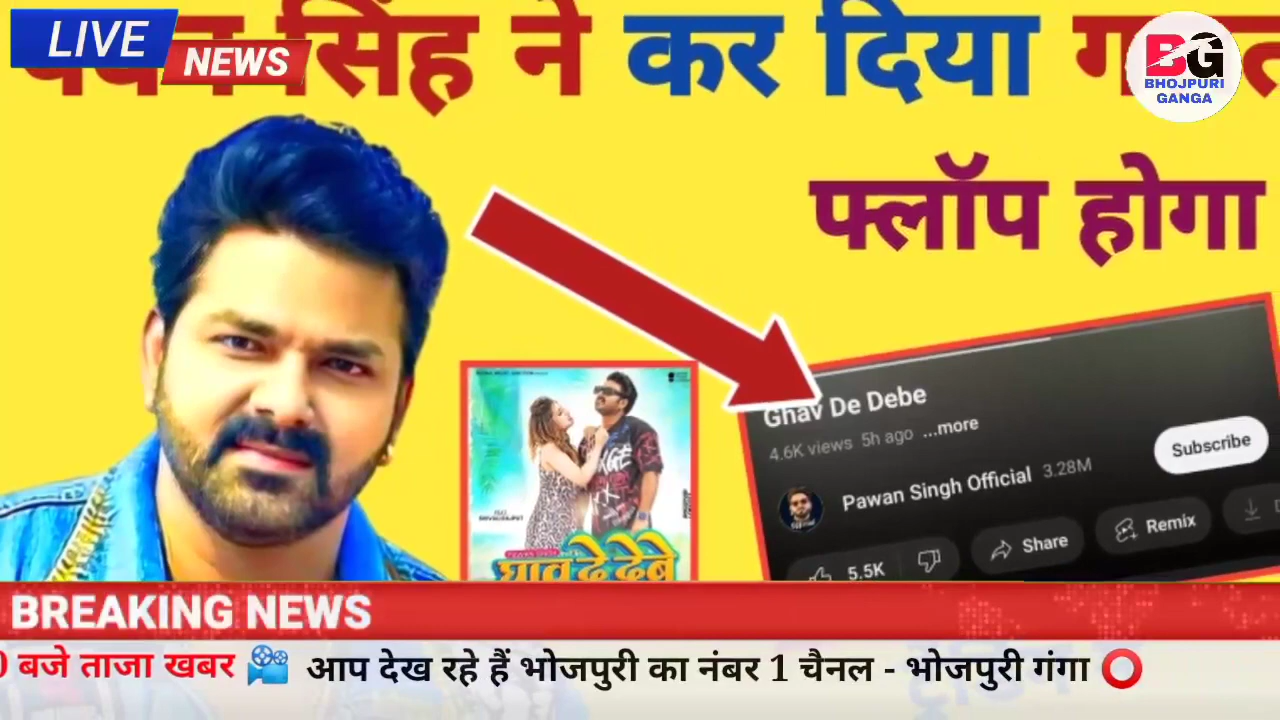 LIVE
NEWS
सिंह ने कर दिया
BG
BHOJPURI
GANGA
फ्लॉप होगा
Ghav De Debe
4.6K views 5h ago ...more
Subscribe
Pawan Singh Official 3.28M
5.5K
Share
Remix
घाव दे देबे
BREAKING NEWS
बजे ताजा खबर 🎥 आप देख रहे हैं भोजपुरी का नंबर 1 चैनल - भोजपुरी गंगा ⭕